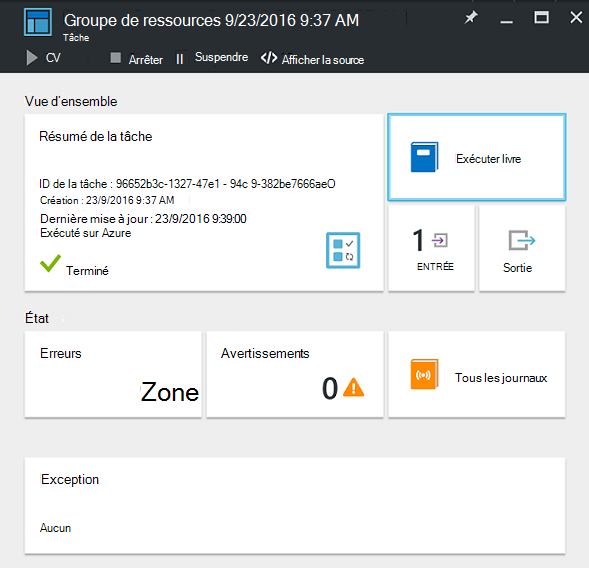 Groupe de ressources 9/23/2016 9:37 AM
Tâche
CV
Arrêter
Suspendre
Afficher la source
Vue d'ensemble
Résumé de la tâche
ID de la tâche : 96652b3c-1327-47e1 - 94c 9-382be7666aeO
Création : 23/9/2016 9:37 AM
Dernière mise à jour : 23/9/2016 9:39:00
Exécuté sur Azure
Terminé
Exécuter livre
1
ENTRÉE
Sortie
État
Erreurs
Zone
Avertissements
0
Tous les journaux
Exception
Aucun